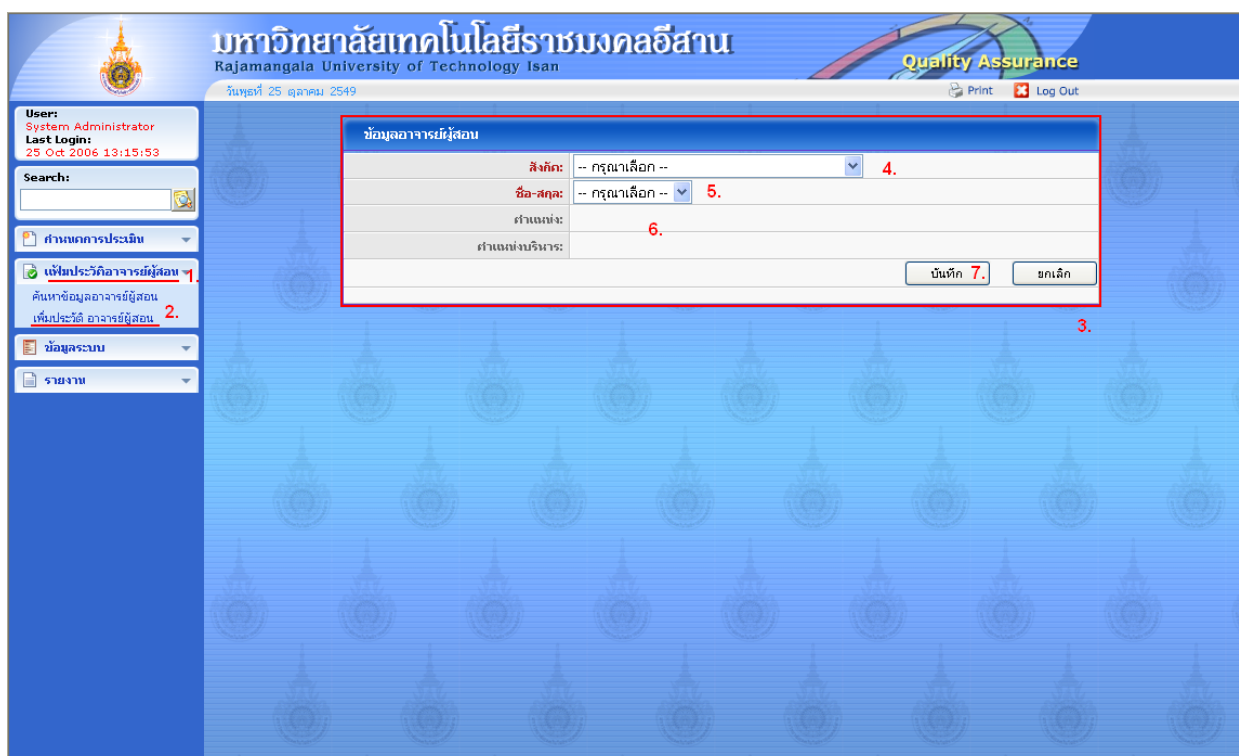 มหาวิทยาลัยเทคโนโลยีราชมงคลอีสาน
Rajamangala University of Technology Isan
Quality Assurance
วันพุธที่ 25 ตุลาคม 2549
Print
Log Out
User:
System Administrator
Last Login:
25 Oct 2006 13:15:53
Search:
กำหนดการประเมิน
แฟ้มประวัติอาจารย์ผู้สอน 1.
ค้นหาข้อมูลอาจารย์ผู้สอน
เพิ่มประวัติ อาจารย์ผู้สอน 2.
ข้อมูลระบบ
รายงาน
ข้อมูลอาจารย์ผู้สอน
สังกัด: -- กรุณาเลือก -- 4.
ชื่อ-สกุล: -- กรุณาเลือก -- 5.
ตำแหน่ง:
6.
ตำแหน่งบริหาร:
บันทึก 7. ยกเลิก
3.